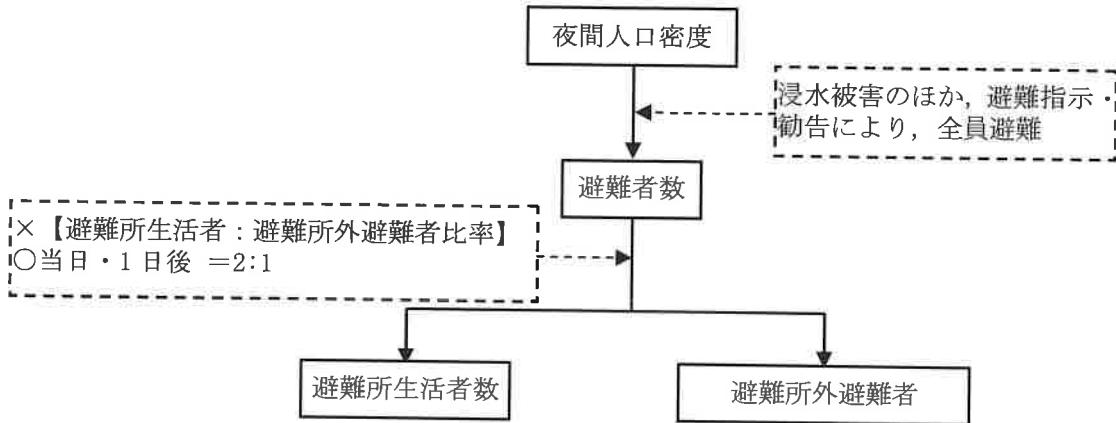 夜間人口密度
浸水被害のほか，避難指示・
勧告により，全員避難
避難者数
×【避難所生活者：避難所外避難者比率】
○当日・1日後 ＝2:1
避難所生活者数
避難所外避難者